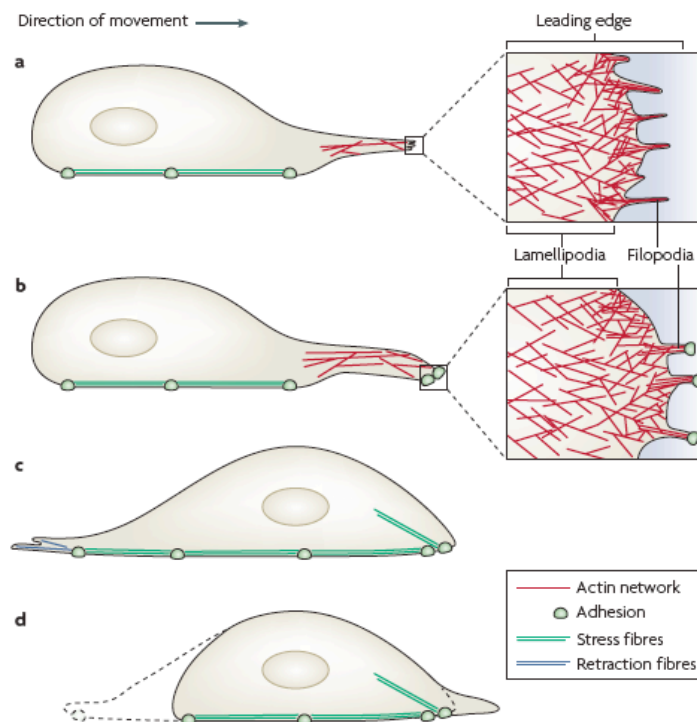 Direction of movement
Leading edge
a
Lamellipodia
Filopodia
b
c
d
Actin network
Adhesion
Stress fibres
Retraction fibres